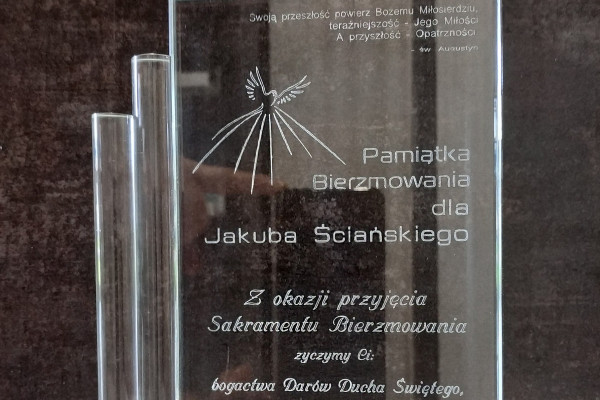 Swoją przeszłość powierz Bożemu Miłosierdziu,
teraźniejszość - Jego Miłości
A przyszłość - Opatrzności
- św. Augustyn
Pamiątka
Bierzmowania
dla
Jakuba Ściańskiego
Z okazji przyjęcia
Sakramentu Bierzmowania
życzymy Ci:
bogactwa Darów Ducha Świętego,